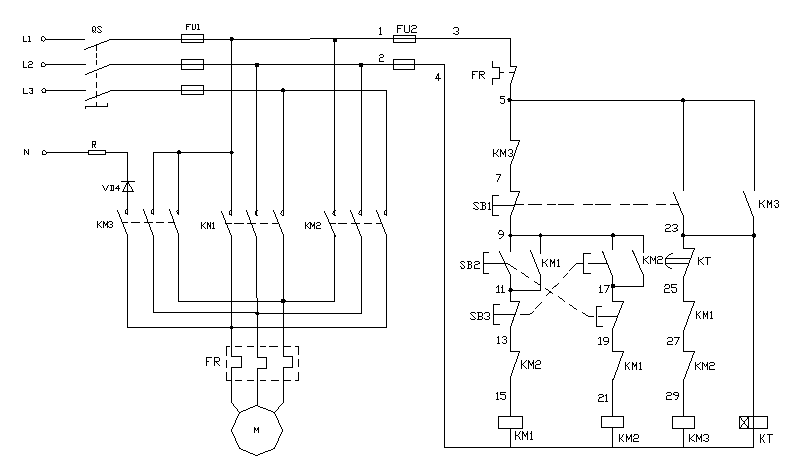 QS FU1
L1 1 FU2 3
L2 2
L3 4 FR
5
N R
KM3
7
VD4
SB1 KM3
KM3 KN1 KM2 23
9
SB2 KM1 KM2 KT
11 17 25
SB3 KM1
13 19 27
FR KM2 KM1 KM2
15 21 29
M
KM1 KM2 KM3 KT